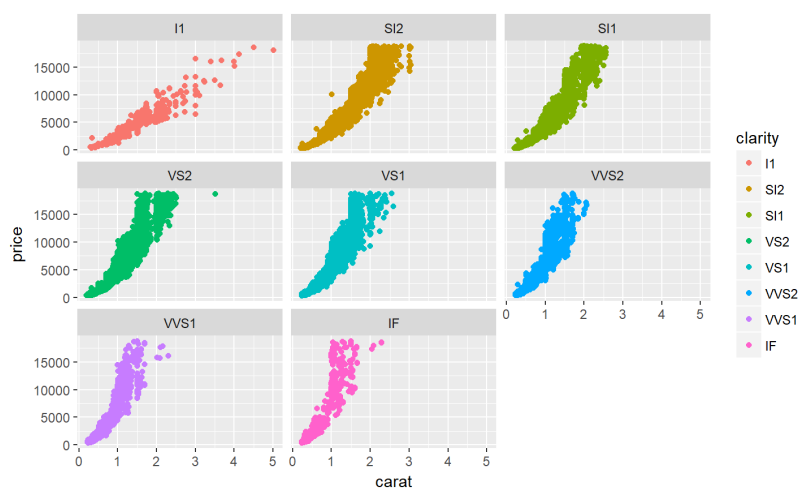 I1 SI2 SI1
15000
10000
5000
0
VS2 VS1 VVS2
15000
10000
5000
0
0 1 2 3 4 5
VVS1 IF
15000
10000
5000
0
0 1 2 3 4 5 0 1 2 3 4 5
carat
price
clarity
I1
SI2
SI1
VS2
VS1
VVS2
VVS1
IF